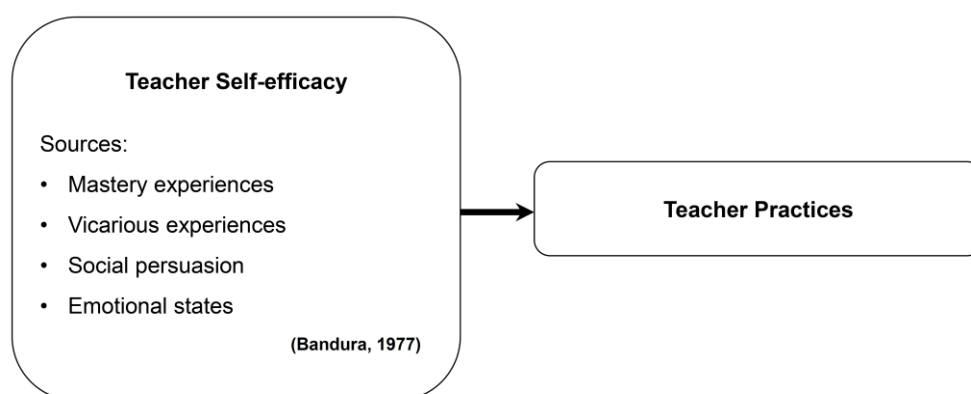 Teacher Self-efficacy
Sources:
• Mastery experiences
• Vicarious experiences
• Social persuasion
• Emotional states
(Bandura, 1977)
Teacher Practices